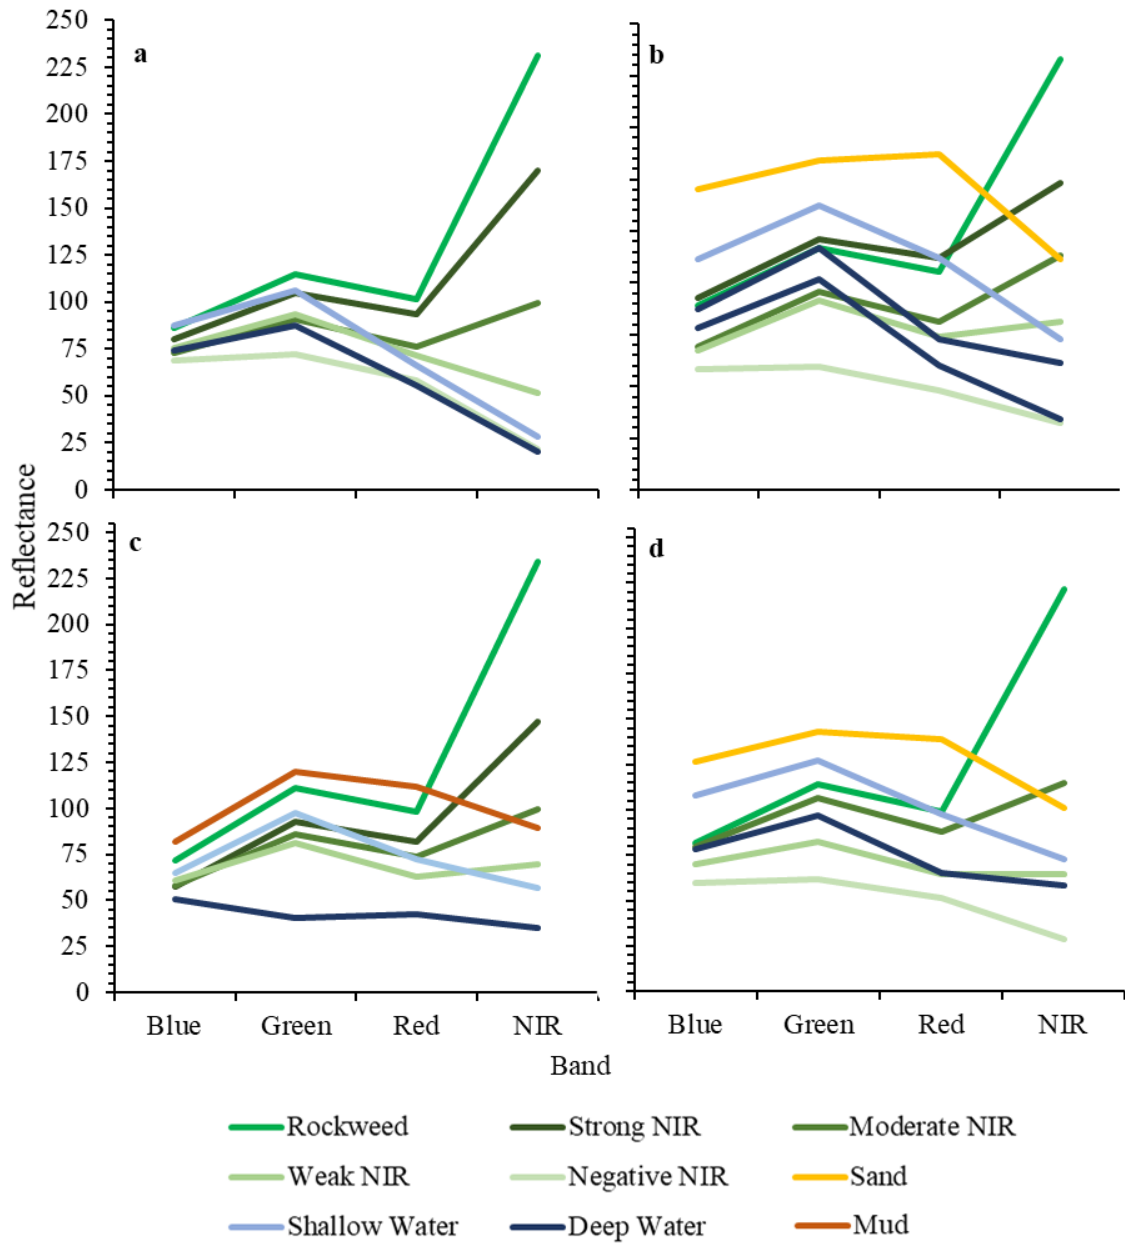 250
225
200
175
150
125
100
75
50
25
0
a
b
Reflectance
250
225
200
175
150
125
100
75
50
25
0
c
d
Blue Green Red NIR
Blue Green Red NIR
Band
Rockweed Strong NIR Moderate NIR
Weak NIR Negative NIR Sand
Shallow Water Deep Water Mud